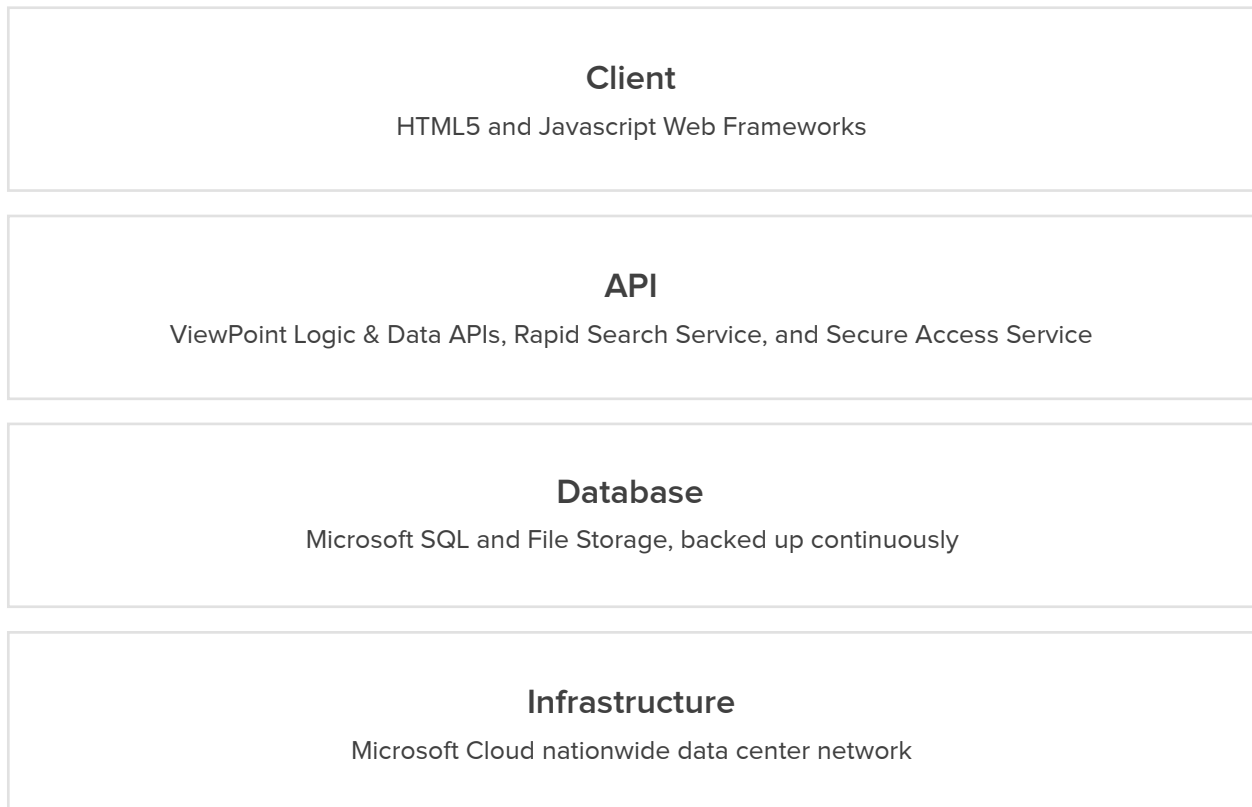 Client
HTML5 and Javascript Web Frameworks
API
ViewPoint Logic & Data APIs, Rapid Search Service, and Secure Access Service
Database
Microsoft SQL and File Storage, backed up continuously
Infrastructure
Microsoft Cloud nationwide data center network